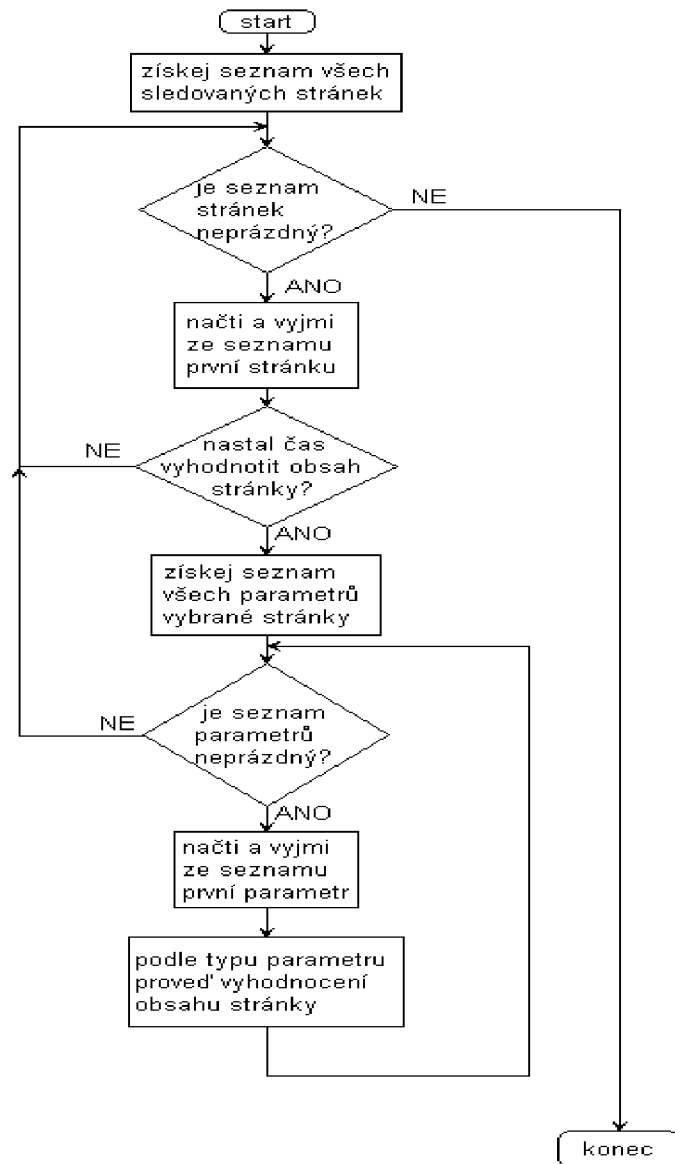 start
získej seznam všech
sledovaných stránek
je seznam
stránek
neprázdný?
NE
ANO
načti a vyjmi
ze seznamu
první stránku
NE
nastal čas
vyhodnotit obsah
stránky?
ANO
získej seznam
všech parametrů
vybrané stránky
NE
je seznam
parametrů
neprázdný?
ANO
načti a vyjmi
ze seznamu
první parametr
podle typu parametru
proveď vyhodnocení
obsahu stránky
konec